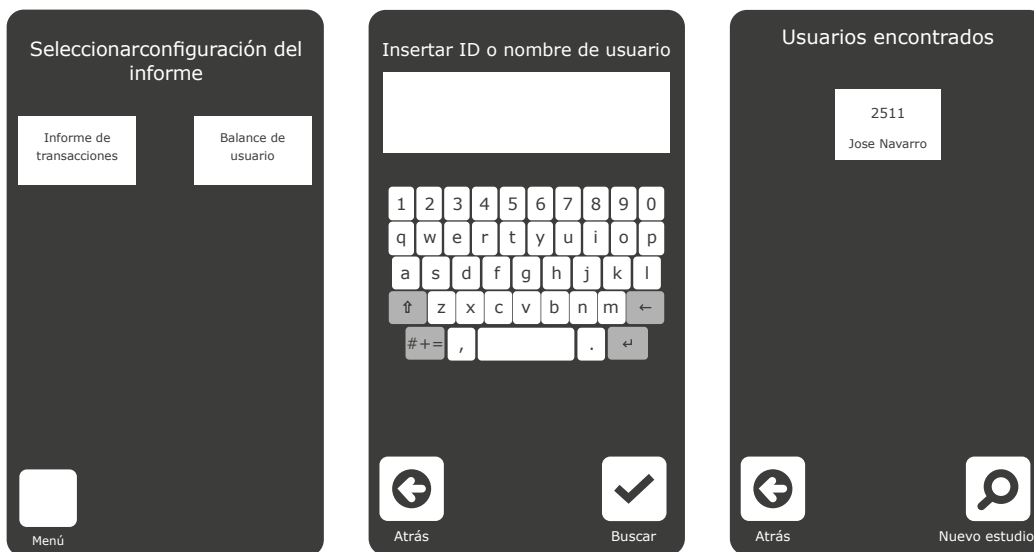 Seleccionarconfiguración del
informe
Informe de
transacciones
Balance de
usuario
Menú
Insertar ID o nombre de usuario
1 2 3 4 5 6 7 8 9 0
q w e r t y u i o p
a s d f g h j k l
⇧ z x c v b n m ←
#+= , . ↵
Atrás
Buscar
Usuarios encontrados
2511
Jose Navarro
Atrás
Nuevo estudio